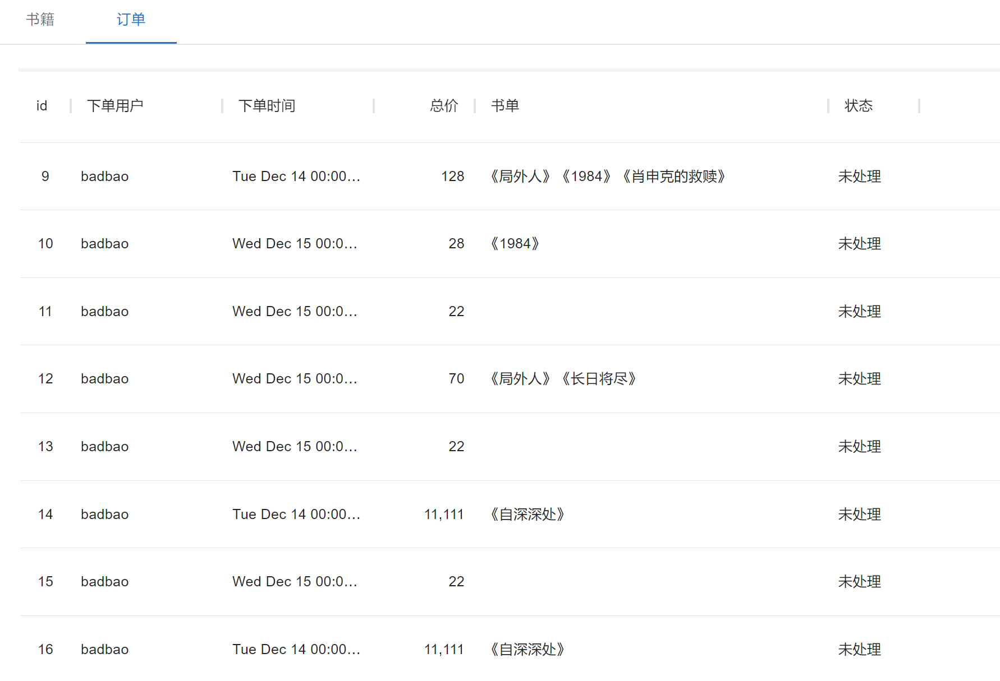 书籍 订单
id 下单用户 下单时间 总价 书单 状态
9 badbao Tue Dec 14 00:00... 128 《局外人》《1984》《肖申克的救赎》 未处理
10 badbao Wed Dec 15 00:0... 28 《1984》 未处理
11 badbao Wed Dec 15 00:0... 22 未处理
12 badbao Wed Dec 15 00:0... 70 《局外人》《长日将尽》 未处理
13 badbao Wed Dec 15 00:0... 22 未处理
14 badbao Tue Dec 14 00:00... 11,111 《自深深处》 未处理
15 badbao Wed Dec 15 00:0... 22 未处理
16 badbao Tue Dec 14 00:00... 11,111 《自深深处》 未处理